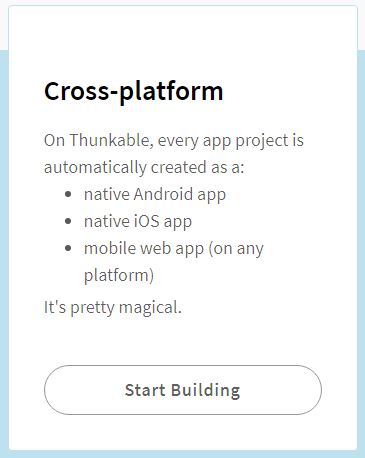 Cross-platform
On Thunkable, every app project is
automatically created as a:
• native Android app
• native iOS app
• mobile web app (on any
platform)
It's pretty magical.
Start Building